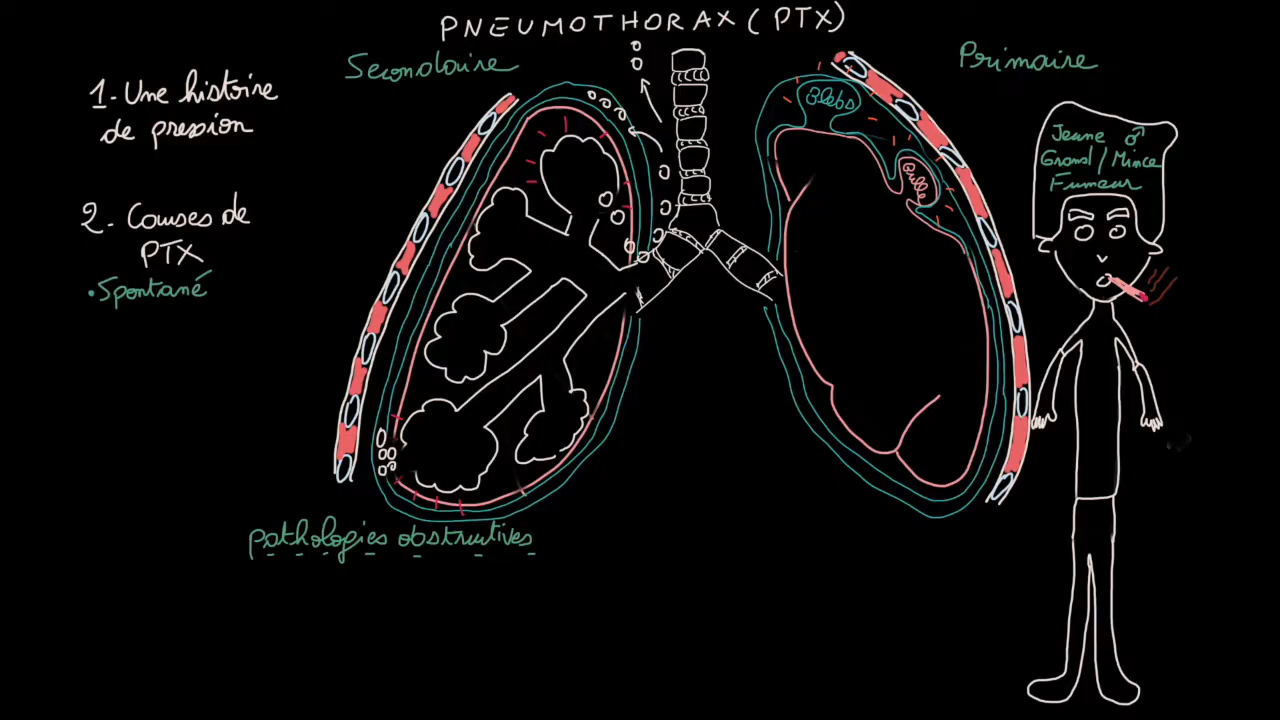 PNEUMOTHORAX (PTX)
Secondaire
Primaire
1. Une histoire
de pression
2. Causes de
PTX
• Spontané
Blebs
Bulle
Jeune ♂
Grand / Mince
Fumeur
pathologies obstructives